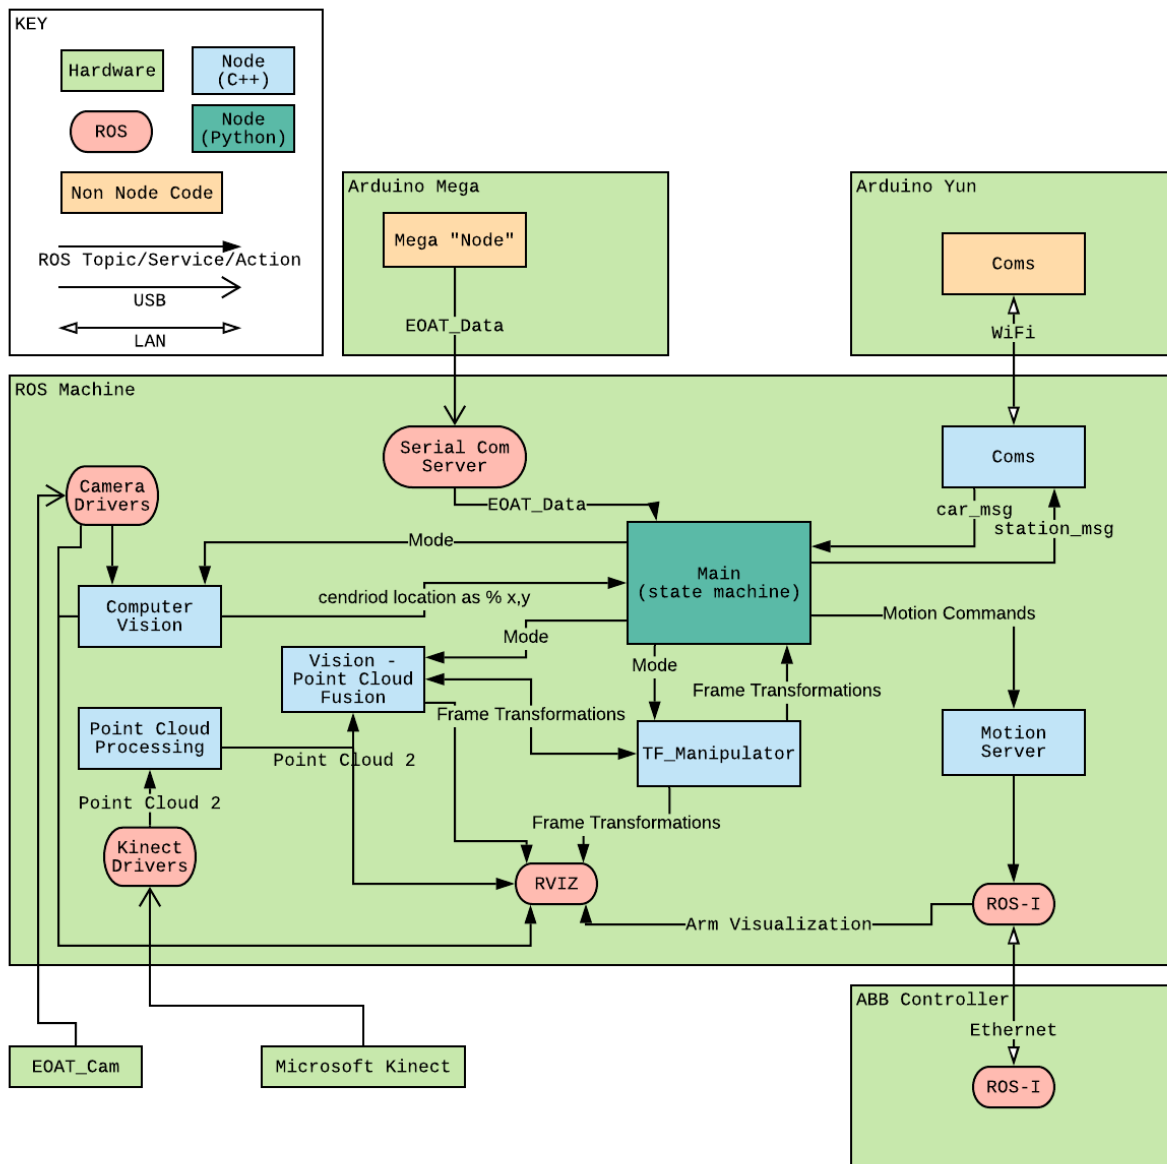 KEY
Hardware
Node
(C++)
ROS
Node
(Python)
Non Node Code
ROS Topic/Service/Action
USB
LAN
Arduino Mega
Mega "Node"
EOAT_Data
Arduino Yun
Coms
WiFi
ROS Machine
Serial Com
Server
Coms
Camera
Drivers
EOAT_Data
car_msg
station_msg
Mode
Main
(state machine)
Computer
Vision
cendriod location as % x,y
Motion Commands
Mode
Mode
Vision -
Point Cloud
Fusion
Frame Transformations
Frame Transformations
Point Cloud
Processing
Point Cloud 2
TF_Manipulator
Motion
Server
Point Cloud 2
Frame Transformations
Kinect
Drivers
RVIZ
ROS-I
Arm Visualization
ABB Controller
Ethernet
EOAT_Cam
Microsoft Kinect
ROS-I